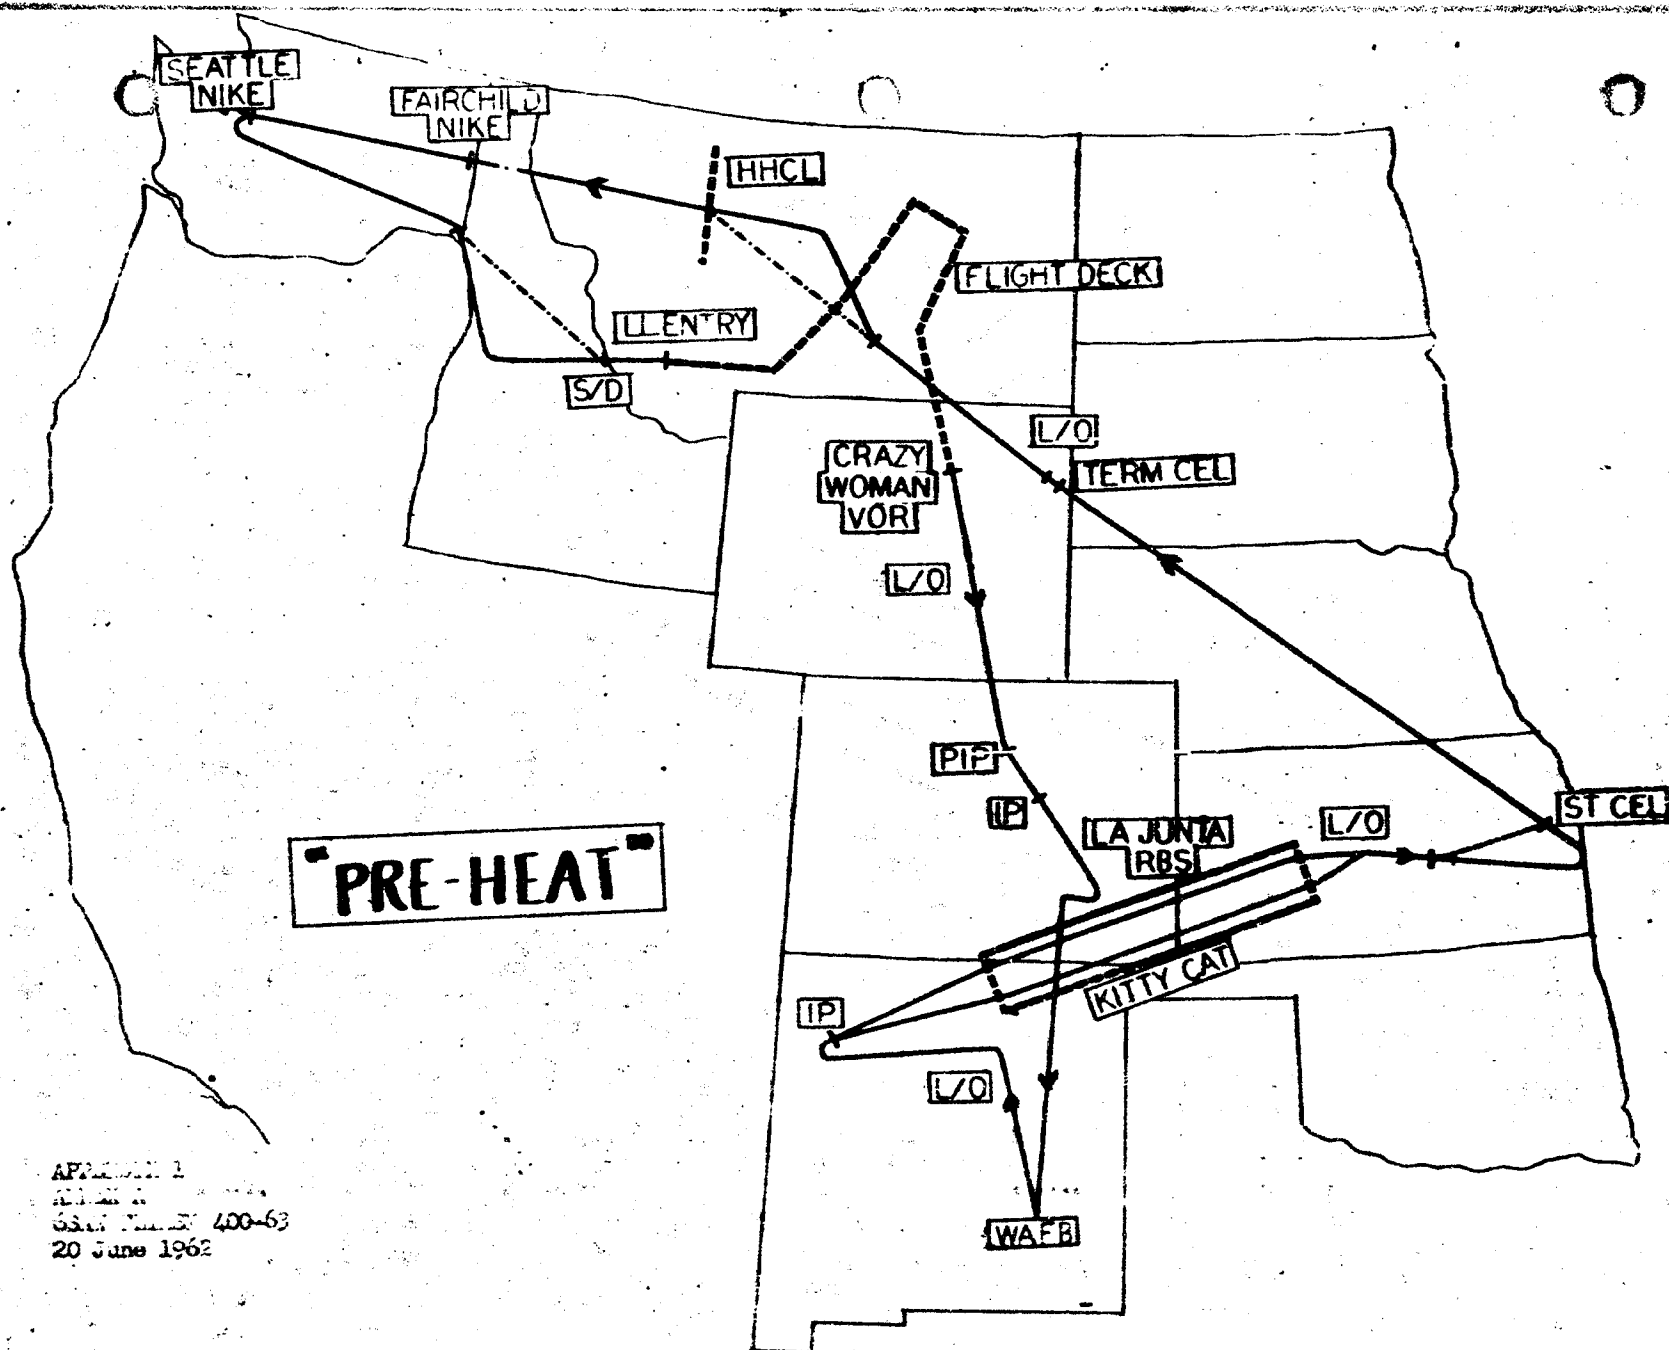 SEATTLE
NIKE
FAIRCHILD
NIKE
HHCL
FLIGHT DECK
LL ENTRY
S/D
L/O
CRAZY
WOMAN
VOR
TERM CEL
L/O
PIP
IP
LA JUNTA
RBS
L/O
ST CEL
"PRE-HEAT"
KITTY CAT
IP
L/O
WAFB
1
400-63
20 June 1962